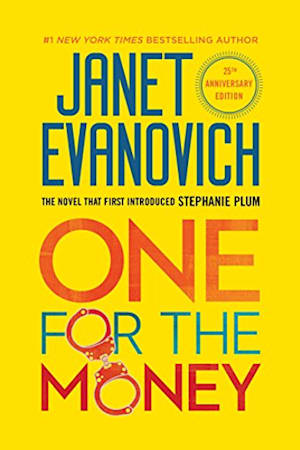 #1 NEW YORK TIMES BESTSELLING AUTHOR
JANET
EVANOVICH
25TH
ANNIVERSARY
EDITION
THE NOVEL THAT FIRST INTRODUCED STEPHANIE PLUM
ONE
FOR THE
MONEY